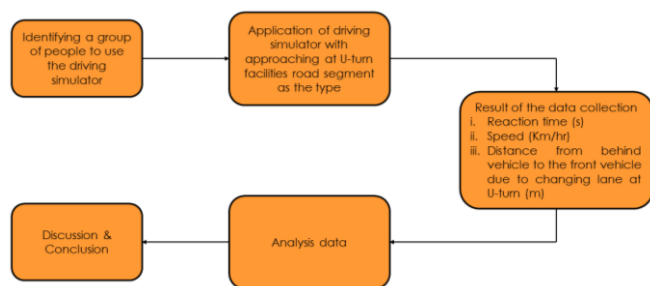 Identifying a group
of people to use
the driving
simulator
Application of driving
simulator with
approaching at U-turn
facilities road segment
as the type
Result of the data collection
i. Reaction time (s)
ii. Speed (Km/hr)
iii. Distance from behind
vehicle to the front vehicle
due to changing lane at
U-turn (m)
Analysis data
Discussion &
Conclusion